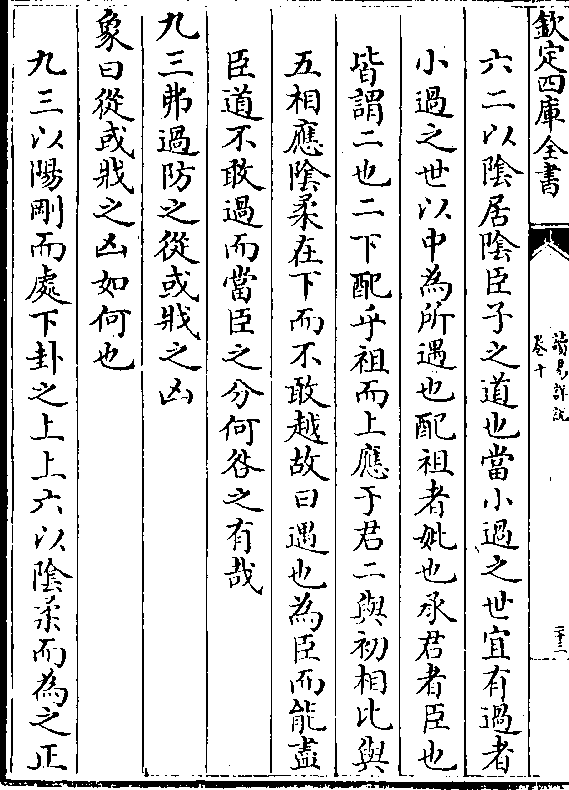 欽定四庫全書
讀易詳說
卷十
二十三
六二以陰居陰臣子之道也當小過之世宜有過者
小過之世以中為所遇也配祖者妣也承君者臣也
皆謂二也二下配乎祖而上應于君二與初相比與
五相應陰柔在下而不敢越故曰遇也為臣而能盡
臣道不敢過而當臣之分何咎之有哉
九三弗過防之從或戕之凶
象曰從或戕之凶如何也
九三以陽剛而處下卦之上上六以陰柔而為之正